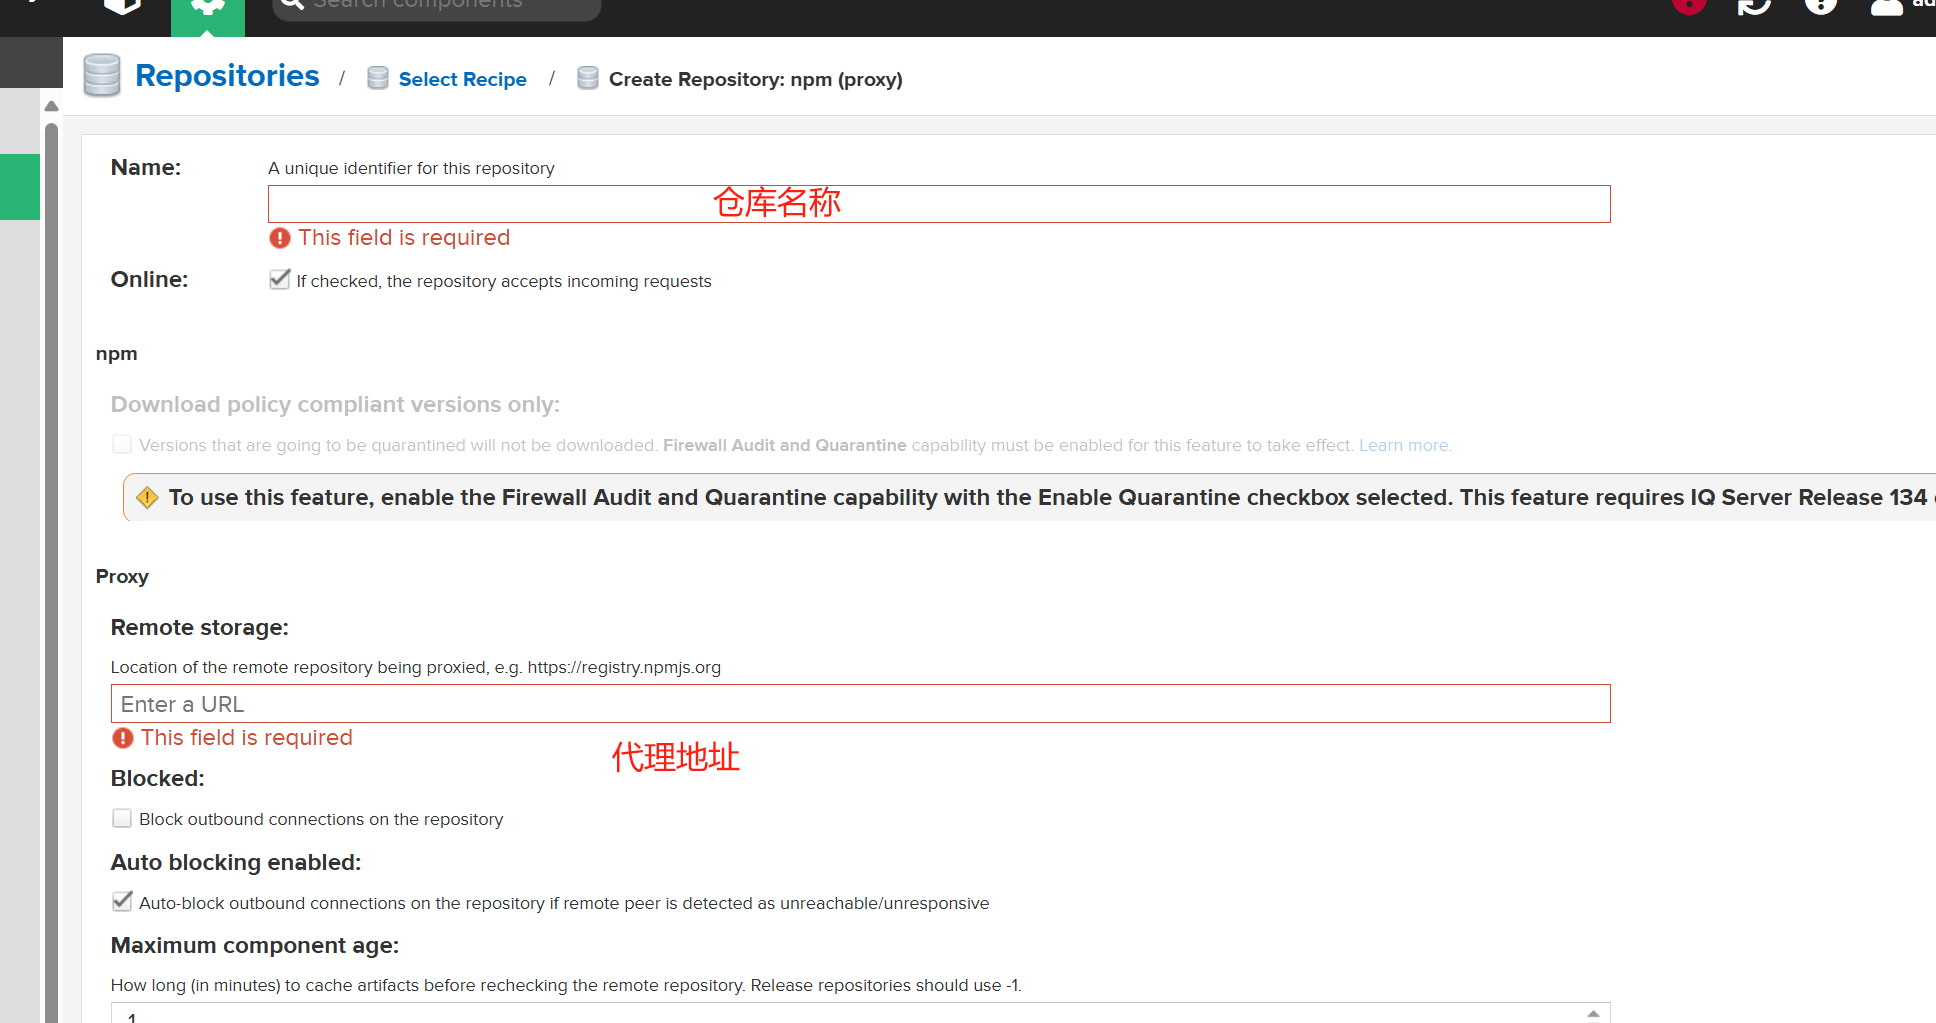 Search components
Repositories / Select Recipe / Create Repository: npm (proxy)
Name:
A unique identifier for this repository
仓库名称
This field is required
Online:
If checked, the repository accepts incoming requests
npm
Download policy compliant versions only:
Versions that are going to be quarantined will not be downloaded. Firewall Audit and Quarantine capability must be enabled for this feature to take effect. Learn more.
To use this feature, enable the Firewall Audit and Quarantine capability with the Enable Quarantine checkbox selected. This feature requires IQ Server Release 134
Proxy
Remote storage:
Location of the remote repository being proxied, e.g. https://registry.npmjs.org
Enter a URL
This field is required
代理地址
Blocked:
Block outbound connections on the repository
Auto blocking enabled:
Auto-block outbound connections on the repository if remote peer is detected as unreachable/unresponsive
Maximum component age:
How long (in minutes) to cache artifacts before rechecking the remote repository. Release repositories should use -1.